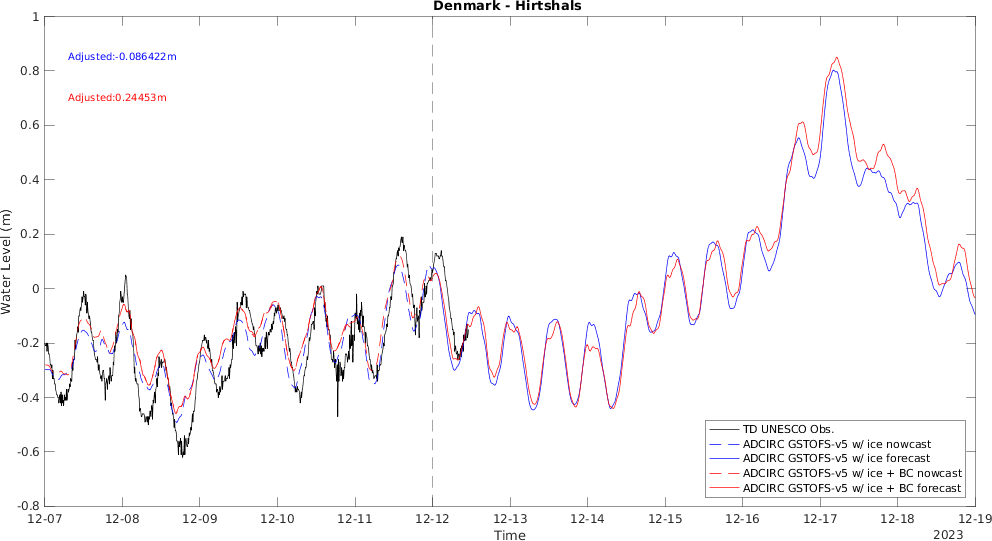 Denmark - Hirtshals
Adjusted:-0.086422m
Adjusted:0.24453m
Water Level (m)
1
0.8
0.6
0.4
0.2
0
-0.2
-0.4
-0.6
-0.8
TD UNESCO Obs.
ADCIRC GSTOFS-v5 w/ ice nowcast
ADCIRC GSTOFS-v5 w/ ice forecast
ADCIRC GSTOFS-v5 w/ ice + BC nowcast
ADCIRC GSTOFS-v5 w/ ice + BC forecast
12-07 12-08 12-09 12-10 12-11 12-12 12-13 12-14 12-15 12-16 12-17 12-18 12-19
Time
2023